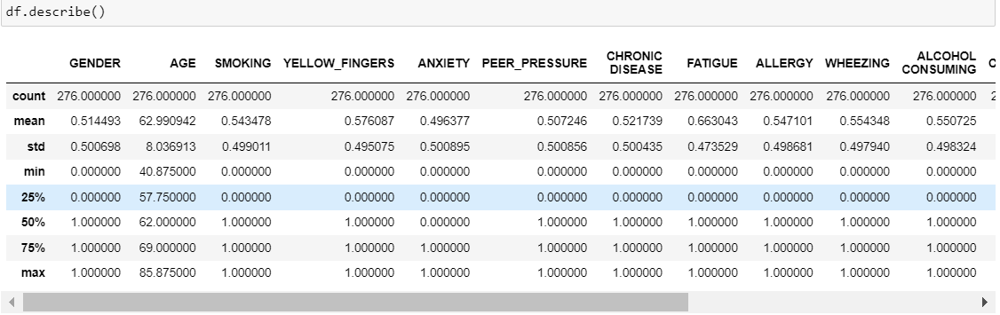 df.describe()
GENDER AGE SMOKING YELLOW_FINGERS ANXIETY PEER_PRESSURE CHRONIC DISEASE FATIGUE ALLERGY WHEEZING ALCOHOL CONSUMING C
count 276.000000 276.000000 276.000000 276.000000 276.000000 276.000000 276.000000 276.000000 276.000000 276.000000 276.000000 2
mean 0.514493 62.990942 0.543478 0.576087 0.496377 0.507246 0.521739 0.663043 0.547101 0.554348 0.550725
std 0.500698 8.036913 0.499011 0.495075 0.500895 0.500856 0.500435 0.473529 0.498681 0.497940 0.498324
min 0.000000 40.875000 0.000000 0.000000 0.000000 0.000000 0.000000 0.000000 0.000000 0.000000 0.000000
25% 0.000000 57.750000 0.000000 0.000000 0.000000 0.000000 0.000000 0.000000 0.000000 0.000000 0.000000
50% 1.000000 62.000000 1.000000 1.000000 0.000000 1.000000 1.000000 1.000000 1.000000 1.000000 1.000000
75% 1.000000 69.000000 1.000000 1.000000 1.000000 1.000000 1.000000 1.000000 1.000000 1.000000 1.000000
max 1.000000 85.875000 1.000000 1.000000 1.000000 1.000000 1.000000 1.000000 1.000000 1.000000 1.000000